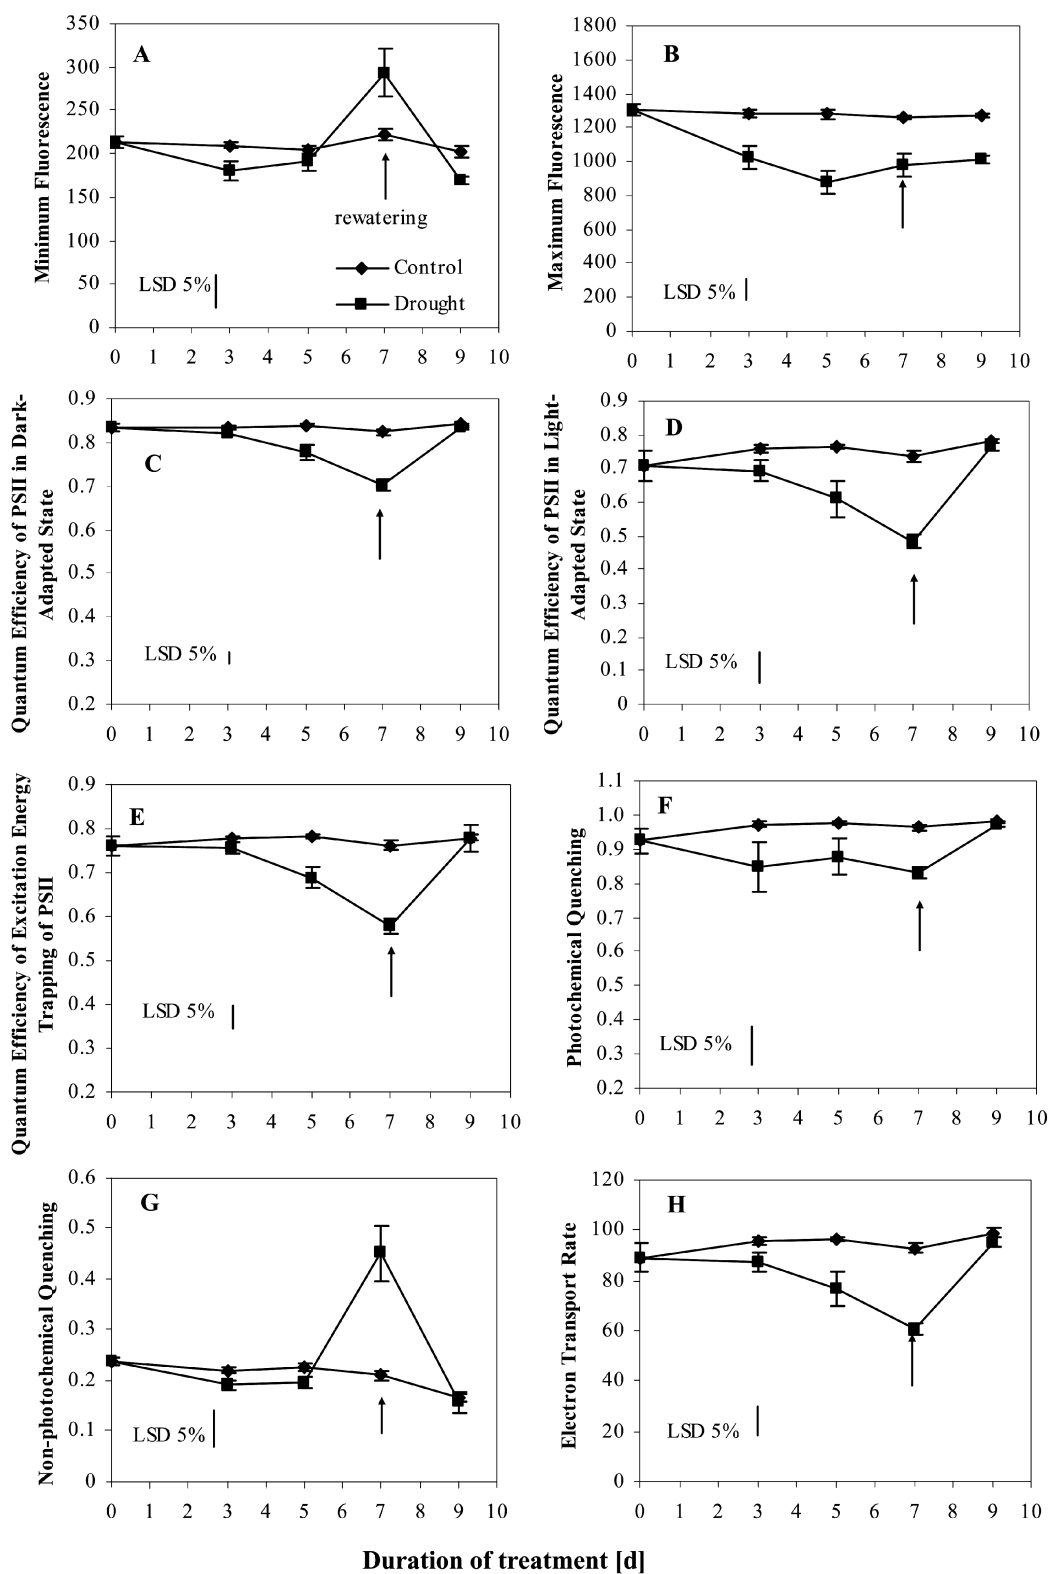 350
300
250
200
150
100
50
0
Minimum Fluorescence
A
rewatering
Control
Drought
LSD 5%
0 1 2 3 4 5 6 7 8 9 10
1800
1600
1400
1200
1000
800
600
400
200
000
Maximum Fluorescence
B
LSD 5%
0 1 2 3 4 5 6 7 8 9 10
0.9
0.8
0.7
0.6
0.5
0.4
0.3
0.2
Quantum Efficiency of PSII in Dark-
Adapted State
C
LSD 5%
0 1 2 3 4 5 6 7 8 9 10
0.9
0.8
0.7
0.6
0.5
0.4
0.3
0.2
0.1
0
Quantum Efficiency of PSII in Light-
Adapted State
D
LSD 5%
0 1 2 3 4 5 6 7 8 9 10
0.9
0.8
0.7
0.6
0.5
0.4
0.3
0.2
Quantum Efficiency of Excitation Energy
Trapping of PSII
E
LSD 5%
0 1 2 3 4 5 6 7 8 9 10
1.1
1.0
0.9
0.8
0.7
0.6
0.5
0.4
0.3
0.2
Photochemical Quenching
F
LSD 5%
0 1 2 3 4 5 6 7 8 9 10
0.6
0.5
0.4
0.3
0.2
0.1
0
Non-photochemical Quenching
G
LSD 5%
0 1 2 3 4 5 6 7 8 9 10
120
100
80
60
40
20
0
Electron Transport Rate
H
LSD 5%
0 1 2 3 4 5 6 7 8 9 10
Duration of treatment [d]